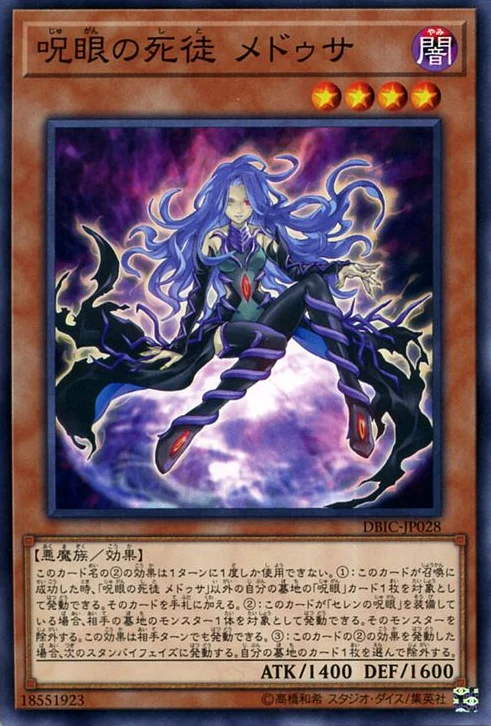 呪眼の死徒 メドゥサ
闇
DBIC-JP028
【悪魔族／効果】
このカード名の②の効果は１ターンに１度しか使用できない。①：このカードが召喚に
成功した時、「呪眼の死徒 メドゥサ」以外の自分の墓地の「呪眼」カード１枚を対象とし
て発動できる。そのカードを手札に加える。②：このカードが「セレンの呪眼」を装備して
いる場合、相手の墓地のモンスター１体を対象として発動できる。そのモンスターを
除外する。この効果は相手ターンでも発動できる。③：このカードの②の効果を発動した
場合、次のスタンバイフェイズに発動する。自分の墓地のカード１枚を選んで除外する。
ATK/1400 DEF/1600
18551923
©高橋和希 スタジオ・ダイス/集英社